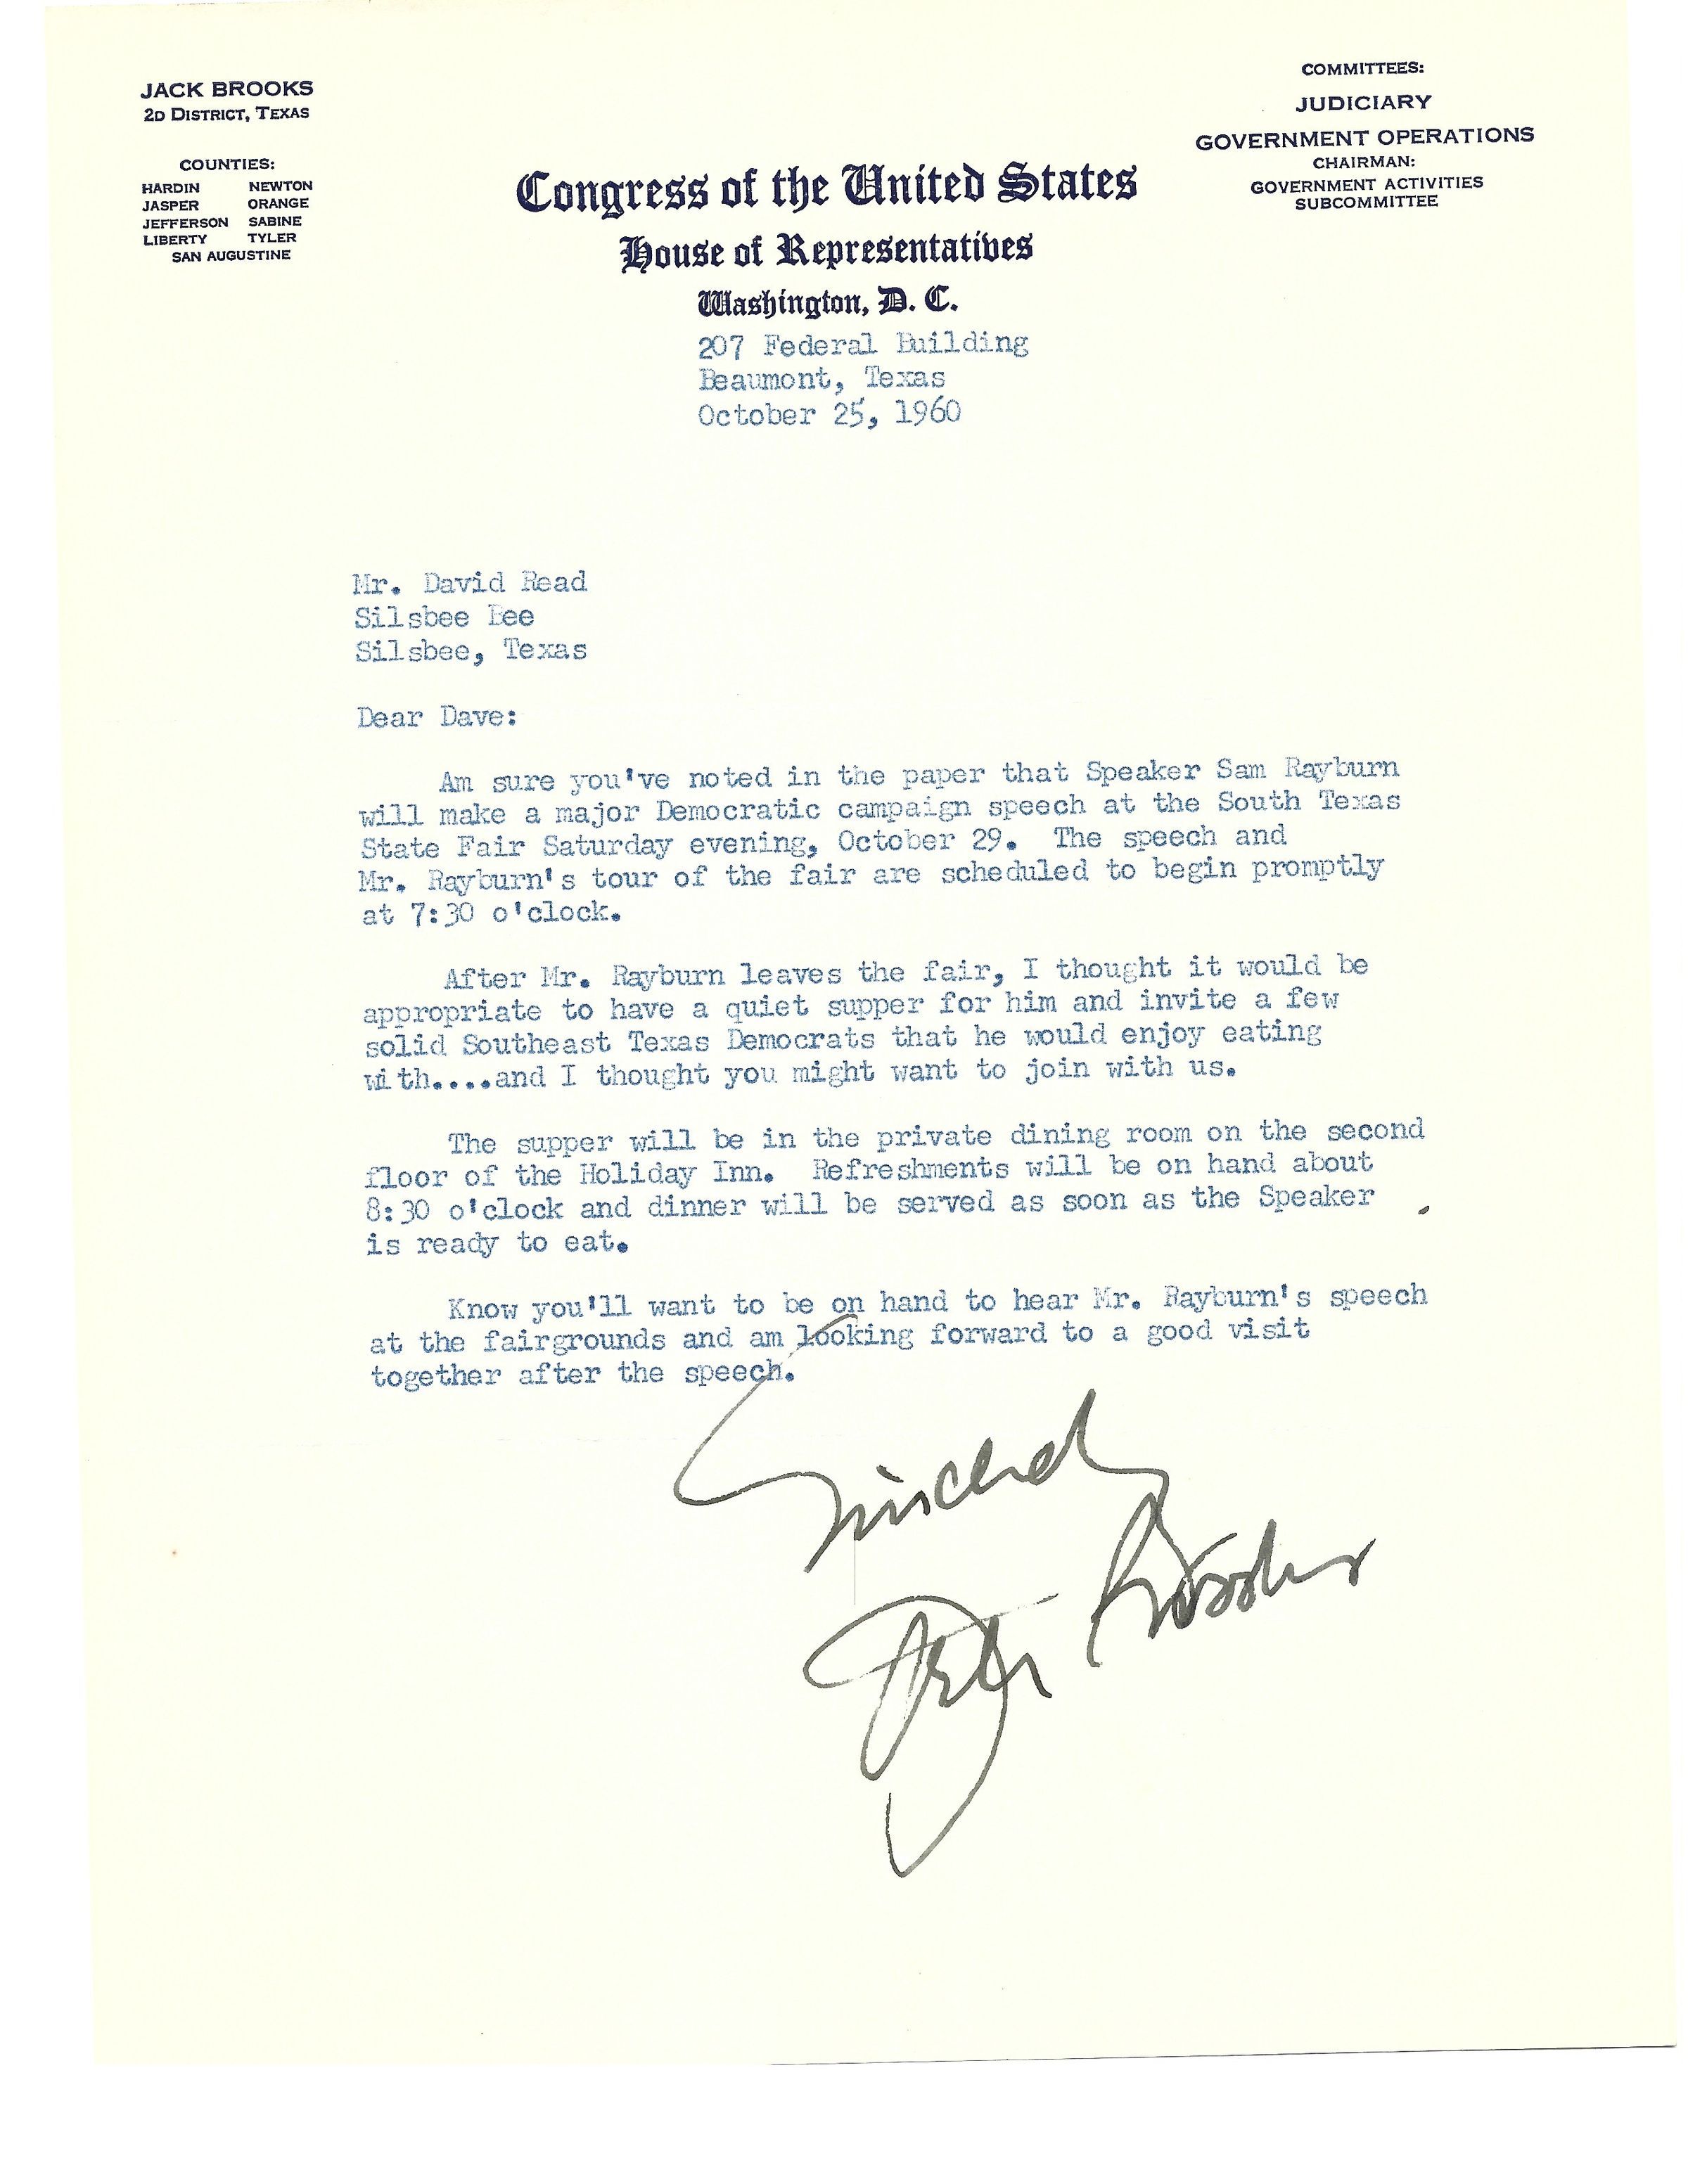 JACK BROOKS
2D DISTRICT, TEXAS
COUNTIES:
HARDIN NEWTON
JASPER ORANGE
JEFFERSON SABINE
LIBERTY TYLER
SAN AUGUSTINE
COMMITTEES:
JUDICIARY
GOVERNMENT OPERATIONS
CHAIRMAN:
GOVERNMENT ACTIVITIES
SUBCOMMITTEE
Congress of the United States
House of Representatives
Washington, D. C.
207 Federal Building
Beaumont, Texas
October 25, 1960
Mr. David Read
Silsbee Bee
Silsbee, Texas
Dear Dave:
Am sure you've noted in the paper that Speaker Sam Rayburn
will make a major Democratic campaign speech at the South Texas
State Fair Saturday evening, October 29. The speech and
Mr. Rayburn's tour of the fair are scheduled to begin promptly
at 7:30 o'clock.
After Mr. Rayburn leaves the fair, I thought it would be
appropriate to have a quiet supper for him and invite a few
solid Southeast Texas Democrats that he would enjoy eating
with....and I thought you might want to join with us.
The supper will be in the private dining room on the second
floor of the Holiday Inn. Refreshments will be on hand about
8:30 o'clock and dinner will be served as soon as the Speaker
is ready to eat.
Know you'll want to be on hand to hear Mr. Rayburn's speech
at the fairgrounds and am looking forward to a good visit
together after the speech.
Sincerely
Jack Brooks